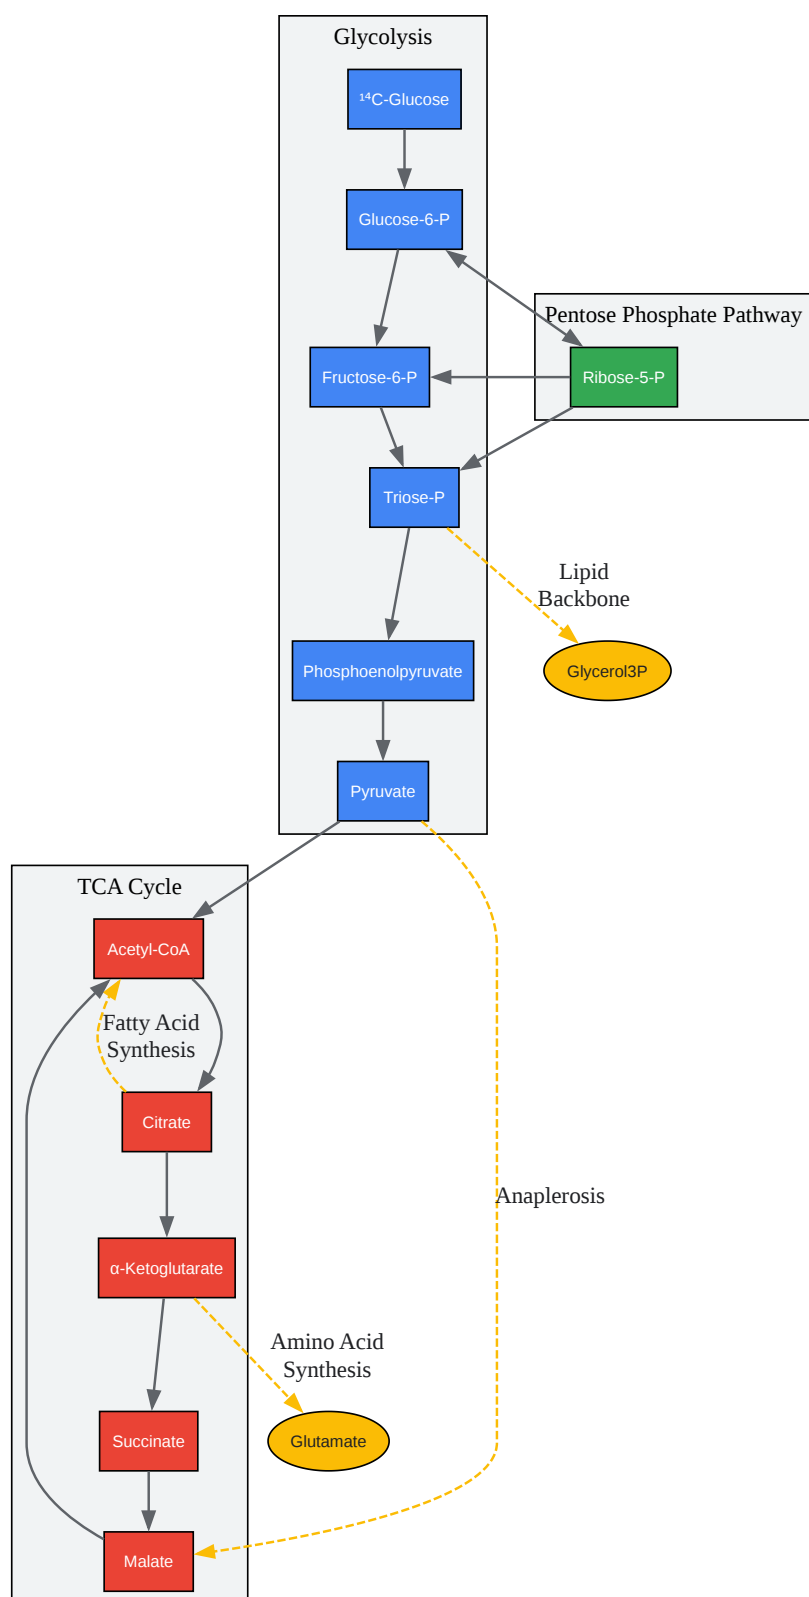 Glycolysis
¹⁴C-Glucose
Glucose-6-P
Pentose Phosphate Pathway
Fructose-6-P
Ribose-5-P
Triose-P
Lipid
Backbone
Phosphoenolpyruvate
Glycerol3P
Pyruvate
TCA Cycle
Acetyl-CoA
Fatty Acid
Synthesis
Citrate
Anaplerosis
α-Ketoglutarate
Amino Acid
Synthesis
Succinate
Glutamate
Malate